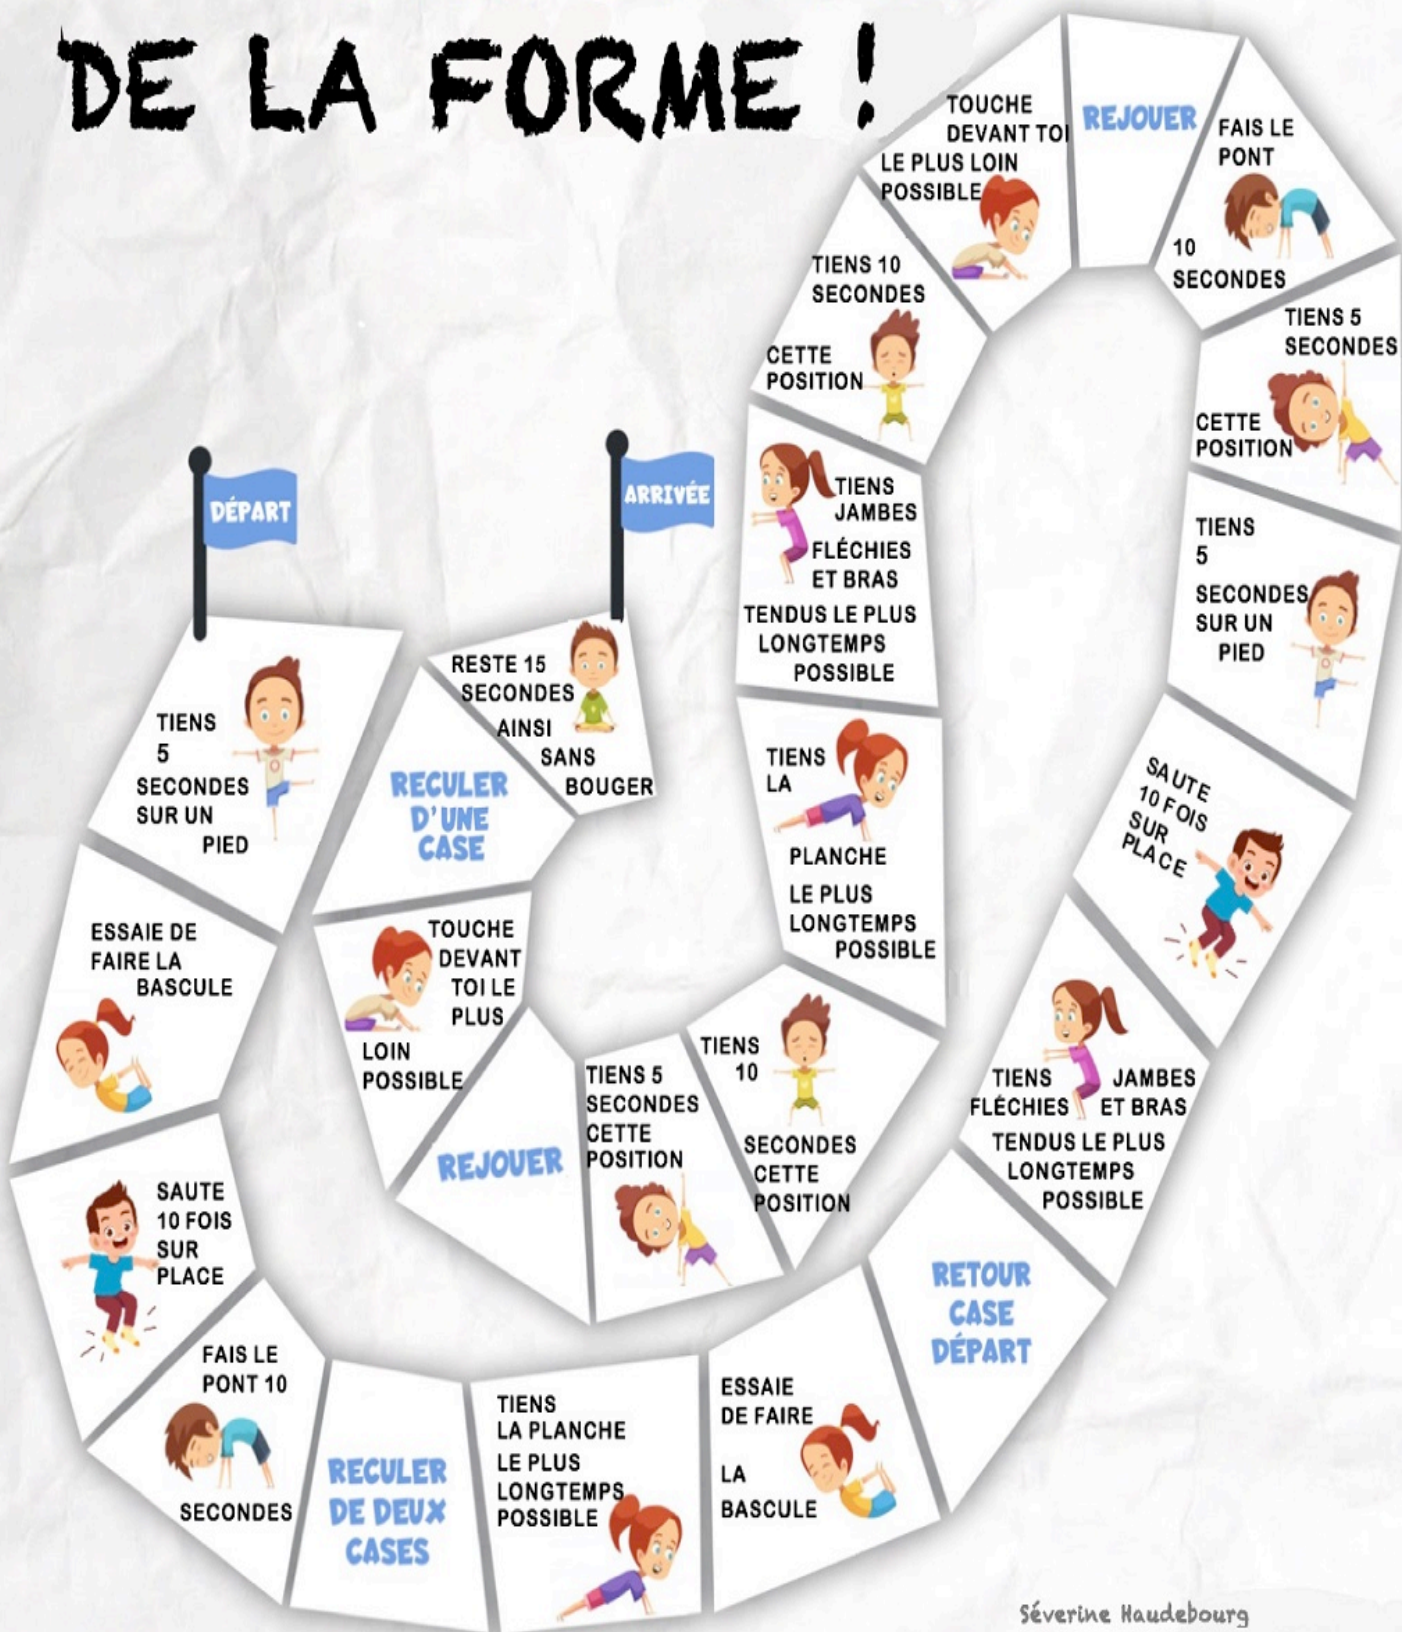 DE LA FORME !
DÉPART
TIENS
5
SECONDES
SUR UN
PIED
ESSAIE DE
FAIRE LA
BASCULE
SAUTE
10 FOIS
SUR
PLACE
FAIS LE
PONT 10
SECONDES
RECULER
DE DEUX
CASES
TIENS
LA PLANCHE
LE PLUS
LONGTEMPS
POSSIBLE
ESSAIE
DE FAIRE
LA
BASCULE
RETOUR
CASE
DÉPART
TIENS JAMBES
FLÉCHIES ET BRAS
TENDUS LE PLUS
LONGTEMPS
POSSIBLE
SAUTE
10 FOIS
SUR
PLACE
TIENS
5
SECONDES
SUR UN
PIED
TIENS 5
SECONDES
CETTE
POSITION
FAIS LE
PONT
10
SECONDES
REJOUER
TOUCHE
DEVANT TOI
LE PLUS LOIN
POSSIBLE
TIENS 10
SECONDES
CETTE
POSITION
TIENS
JAMBES
FLÉCHIES
ET BRAS
TENDUS LE PLUS
LONGTEMPS
POSSIBLE
TIENS
LA
PLANCHE
LE PLUS
LONGTEMPS
POSSIBLE
TIENS
10
SECONDES
CETTE
POSITION
TIENS 5
SECONDES
CETTE
POSITION
REJOUER
TOUCHE
DEVANT
TOI LE
PLUS
LOIN
POSSIBLE
RECULER
D'UNE
CASE
RESTE 15
SECONDES
AINSI
SANS
BOUGER
ARRIVÉE
Séverine Haudebourg